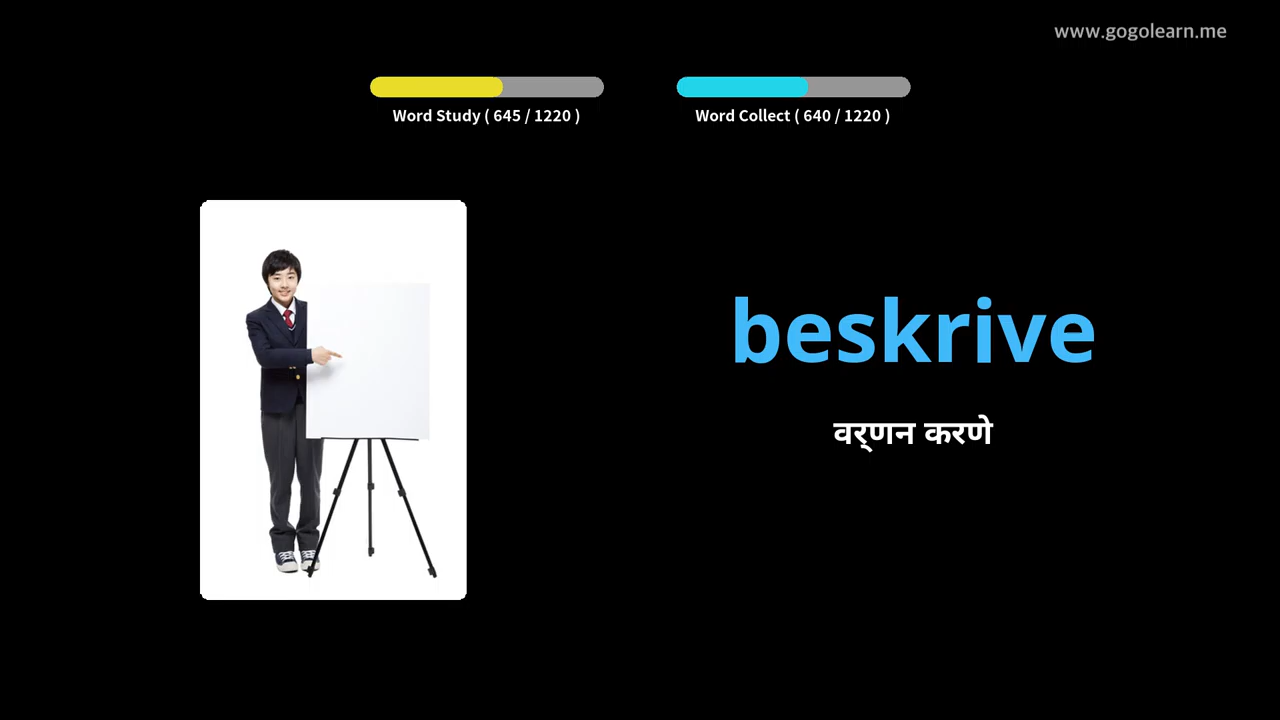 www.gogolearn.me
Word Study ( 645 / 1220 )
Word Collect ( 640 / 1220 )
beskrive
वर्णन करणे